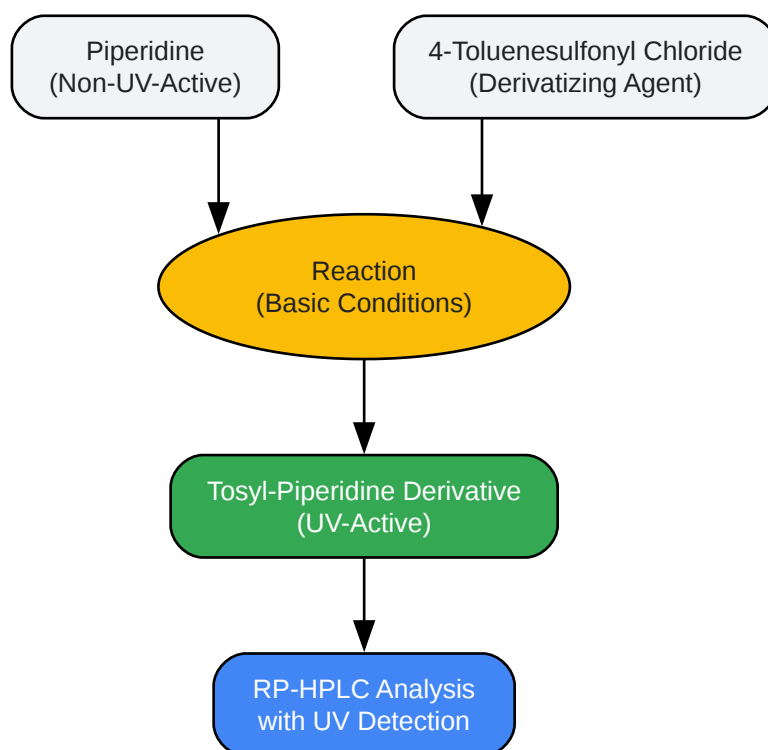 Piperidine
(Non-UV-Active)
4-Toluenesulfonyl Chloride
(Derivatizing Agent)
Reaction
(Basic Conditions)
Tosyl-Piperidine Derivative
(UV-Active)
RP-HPLC Analysis
with UV Detection